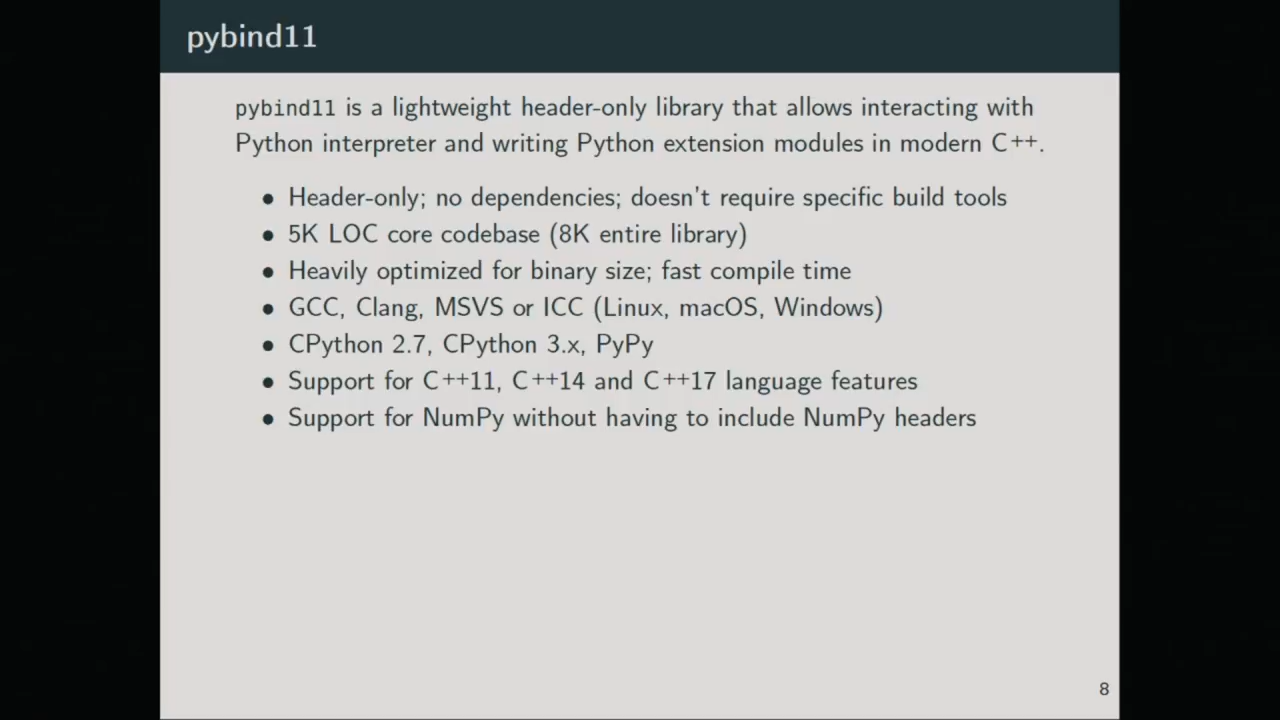 pybind11
pybind11 is a lightweight header-only library that allows interacting with
Python interpreter and writing Python extension modules in modern C++.
• Header-only; no dependencies; doesn't require specific build tools
• 5K LOC core codebase (8K entire library)
• Heavily optimized for binary size; fast compile time
• GCC, Clang, MSVS or ICC (Linux, macOS, Windows)
• CPython 2.7, CPython 3.x, PyPy
• Support for C++11, C++14 and C++17 language features
• Support for NumPy without having to include NumPy headers
8